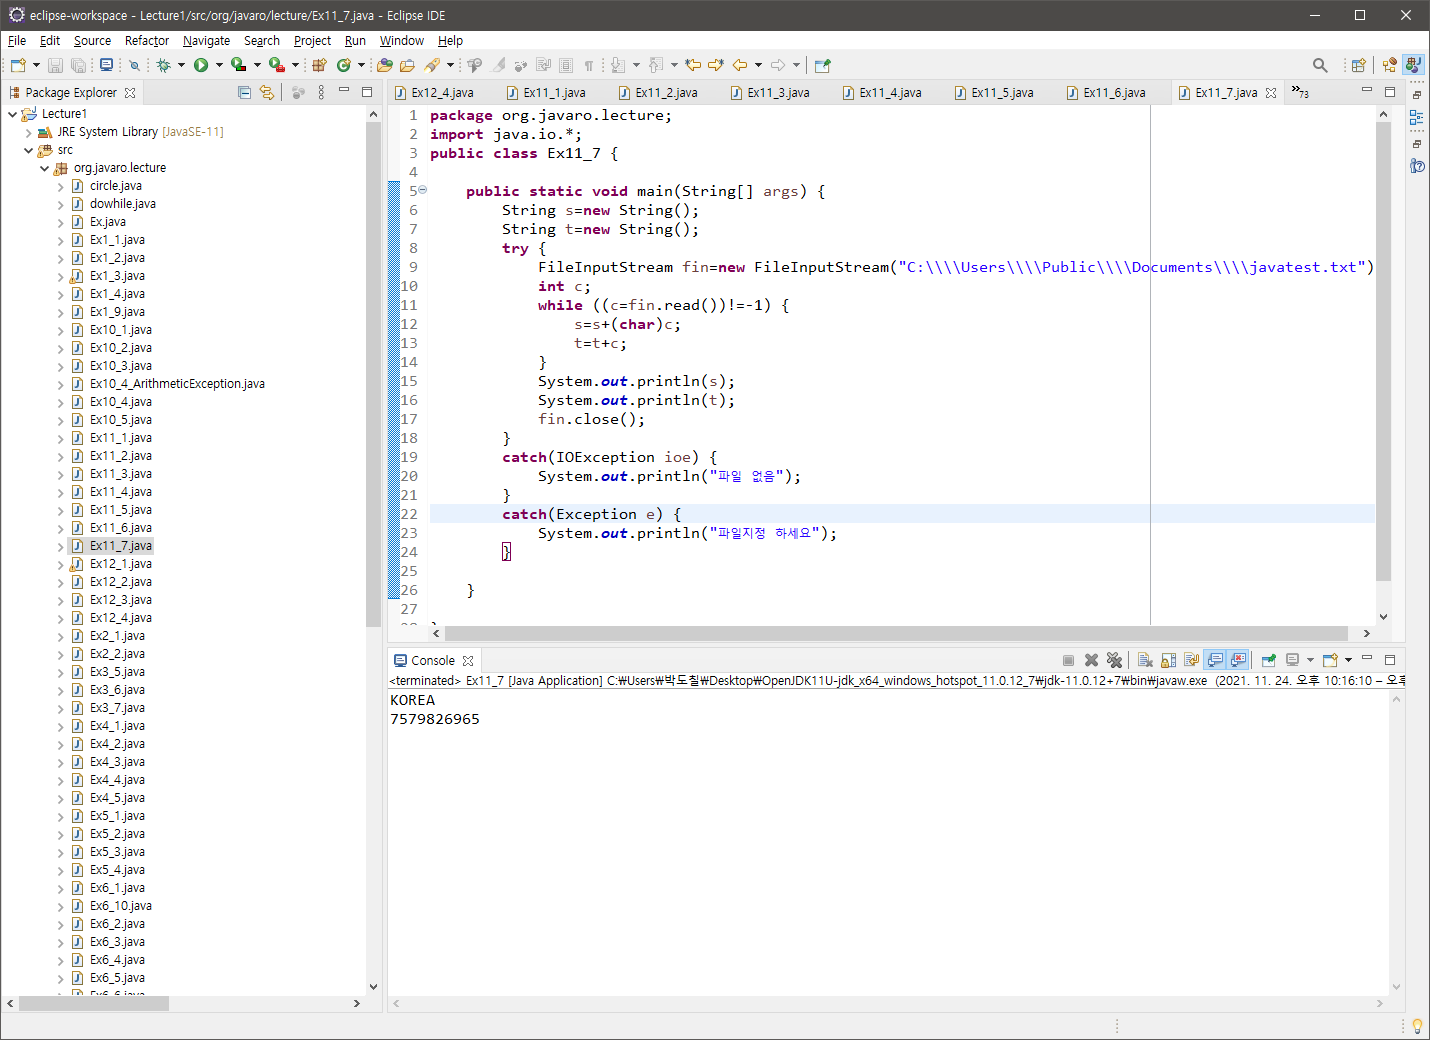 eclipse-workspace - Lecture1/src/org/javaro/lecture/Ex11_7.java - Eclipse IDE
File Edit Source Refactor Navigate Search Project Run Window Help
Package Explorer
Lecture1
JRE System Library [JavaSE-11]
src
org.javaro.lecture
circle.java
dowhile.java
Ex.java
Ex1_1.java
Ex1_2.java
Ex1_3.java
Ex1_4.java
Ex1_9.java
Ex10_1.java
Ex10_2.java
Ex10_3.java
Ex10_4_ArithmeticException.java
Ex10_4.java
Ex10_5.java
Ex11_1.java
Ex11_2.java
Ex11_3.java
Ex11_4.java
Ex11_5.java
Ex11_6.java
Ex11_7.java
Ex12_1.java
Ex12_2.java
Ex12_3.java
Ex12_4.java
Ex2_1.java
Ex2_2.java
Ex3_5.java
Ex3_6.java
Ex3_7.java
Ex4_1.java
Ex4_2.java
Ex4_3.java
Ex4_4.java
Ex4_5.java
Ex5_1.java
Ex5_2.java
Ex5_3.java
Ex5_4.java
Ex6_1.java
Ex6_10.java
Ex6_2.java
Ex6_3.java
Ex6_4.java
Ex6_5.java
Ex6_6.java
Ex12_4.java Ex11_1.java Ex11_2.java Ex11_3.java Ex11_4.java Ex11_5.java Ex11_6.java Ex11_7.java »73
1 package org.javaro.lecture;
2 import java.io.*;
3 public class Ex11_7 {
4
5 public static void main(String[] args) {
6 String s=new String();
7 String t=new String();
8 try {
9 FileInputStream fin=new FileInputStream("C:\\\\Users\\\\Public\\\\Documents\\\\javatest.txt")
10 int c;
11 while ((c=fin.read())!=-1) {
12 s=s+(char)c;
13 t=t+c;
14 }
15 System.out.println(s);
16 System.out.println(t);
17 fin.close();
18 }
19 catch(IOException ioe) {
20 System.out.println("파일 없음");
21 }
22 catch(Exception e) {
23 System.out.println("파일지정 하세요");
24 }
25
26 }
27
28 }
Console
<terminated> Ex11_7 [Java Application] C:₩Users₩박도칠₩Desktop₩OpenJDK11U-jdk_x64_windows_hotspot_11.0.12_7₩jdk-11.0.12+7₩bin₩javaw.exe (2021. 11. 24. 오후 10:16:10 – 오후
KOREA
7579826965